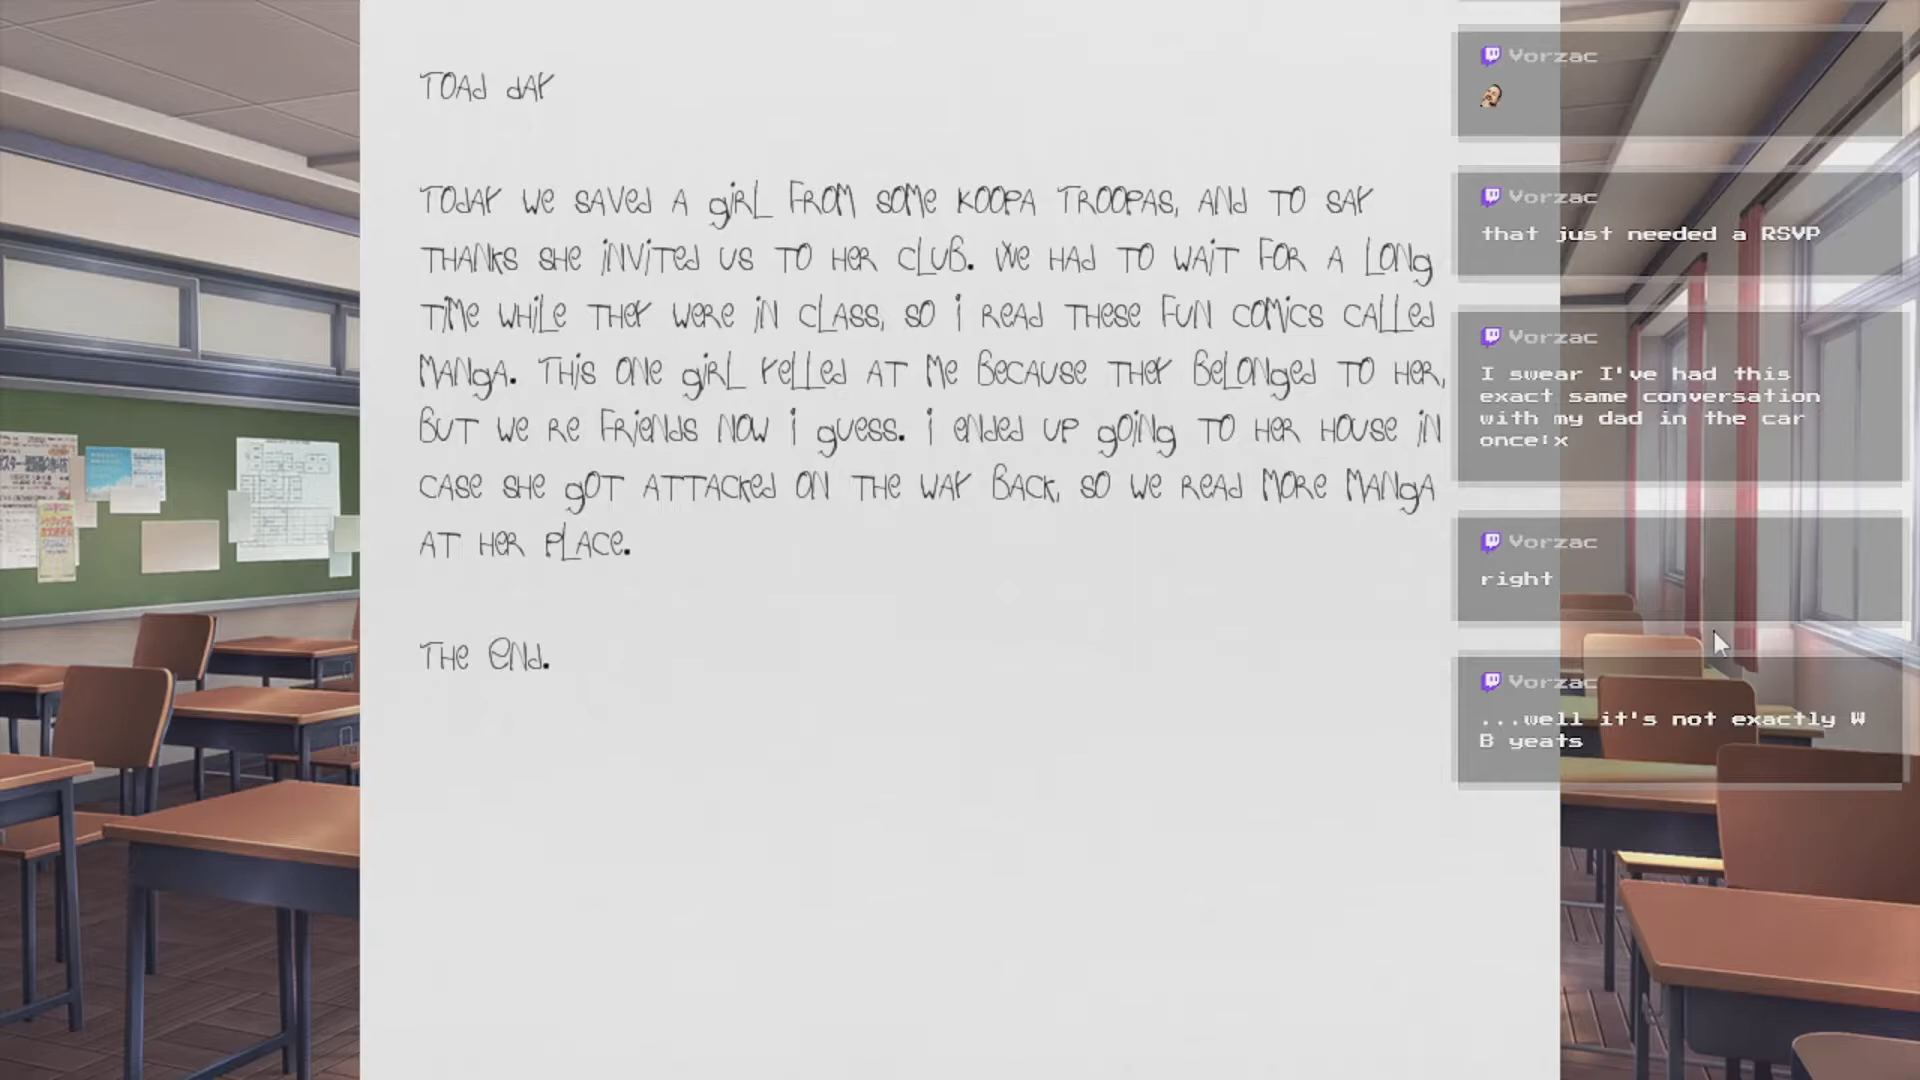 TOAd dAY
TOdAY we SAVed A giRL FROM SOMe KOOPA TROOPAS, ANd TO SAY
THANKS SHe iNViTed US TO HeR CLUB. We HAd TO WAiT FOR A LONg
TiMe WHiLe THeY WeRe iN CLASS, SO i ReAd THeSe FUN COMiCS CALLed
MANgA. THiS ONe giRL YeLLed AT Me BeCAUSe THeY BeLONged TO HeR,
BUT We Re FRieNdS NOW i gUeSS. i eNded UP gOiNg TO HeR HOUSe iN
CASe SHe gOT ATTACKed ON THe WAY BACK, SO We ReAd MORe MANgA
AT HeR PLACe.
THe eNd.
Vorzac
Vorzac
that just needed a RSVP
Vorzac
I swear I've had this
exact same conversation
with my dad in the car
once:x
Vorzac
right
Vorzac
...well it's not exactly W
B yeats